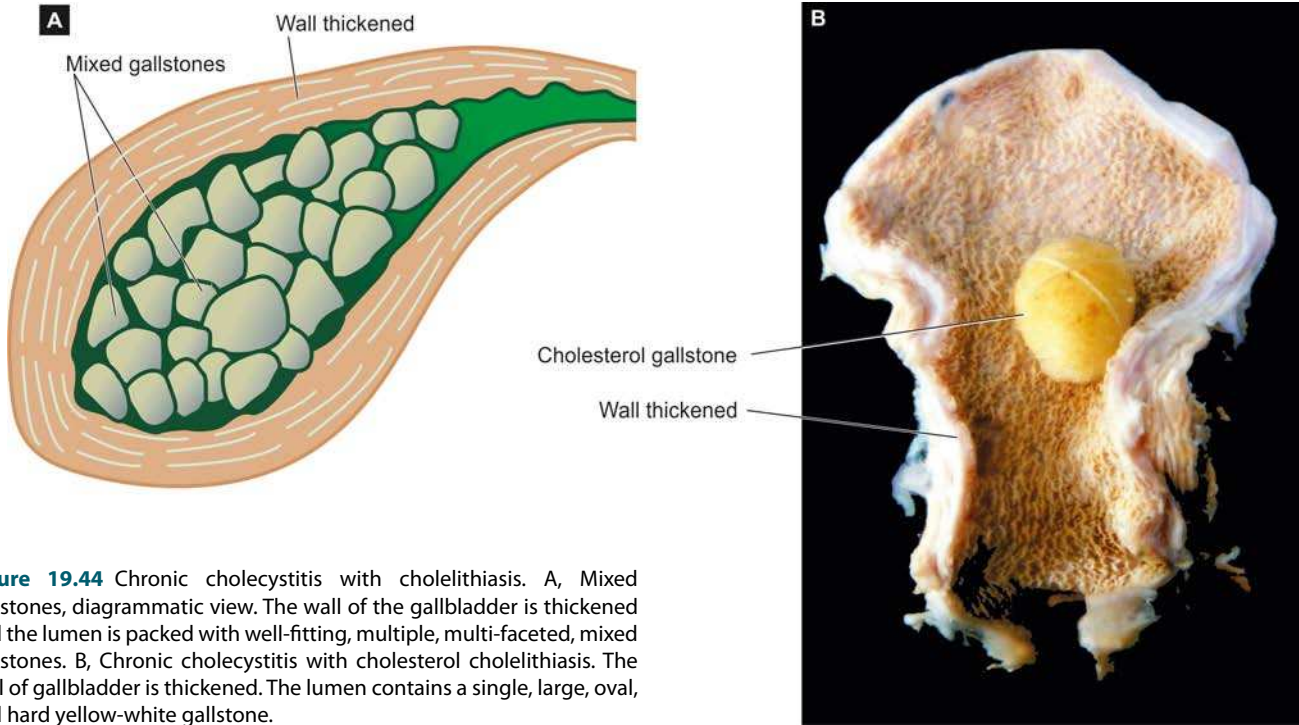 A
Wall thickened
Mixed gallstones
B
Cholesterol gallstone
Wall thickened
ure 19.44 Chronic cholecystitis with cholelithiasis. A, Mixed
stones, diagrammatic view. The wall of the gallbladder is thickened
the lumen is packed with well-fitting, multiple, multi-faceted, mixed
stones. B, Chronic cholecystitis with cholesterol cholelithiasis. The
of gallbladder is thickened. The lumen contains a single, large, oval,
hard yellow-white gallstone.